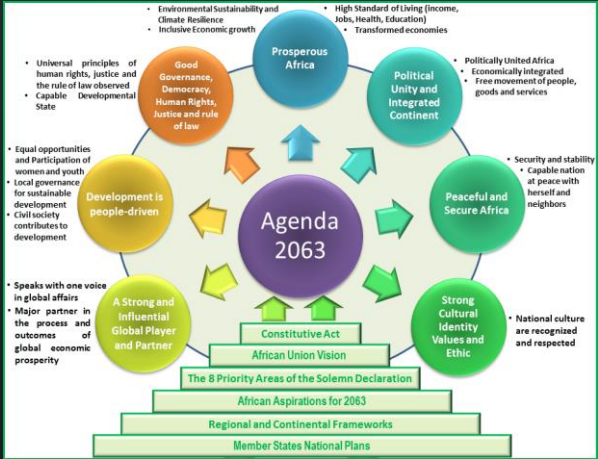 • Environmental Sustainability and
Climate Resilience
• Inclusive Economic growth
• High Standard of Living (income,
Jobs, Health, Education)
• Transformed economies
Prosperous
Africa
• Universal principles of
human rights, justice and
the rule of law observed
• Capable Developmental
State
Good
Governance,
Democracy,
Human Rights,
Justice and rule
of law
Political
Unity and
Integrated
Continent
• Politically United Africa
• Economically integrated
• Free movement of people,
goods and services
• Equal opportunities
and Participation of
women and youth
• Local governance
for sustainable
development
• Civil society
contributes to
development
Development is
people-driven
Agenda
2063
Peaceful and
Secure Africa
• Security and stability
• Capable nation
at peace with
herself and
neighbors
• Speaks with one voice
in global affairs
• Major partner in
the process and
outcomes of
global economic
prosperity
A Strong and
Influential
Global Player
and Partner
Strong
Cultural
Identity
Values and
Ethic
• National culture
are recognized
and respected
Constitutive Act
African Union Vision
The 8 Priority Areas of the Solemn Declaration
African Aspirations for 2063
Regional and Continental Frameworks
Member States National Plans